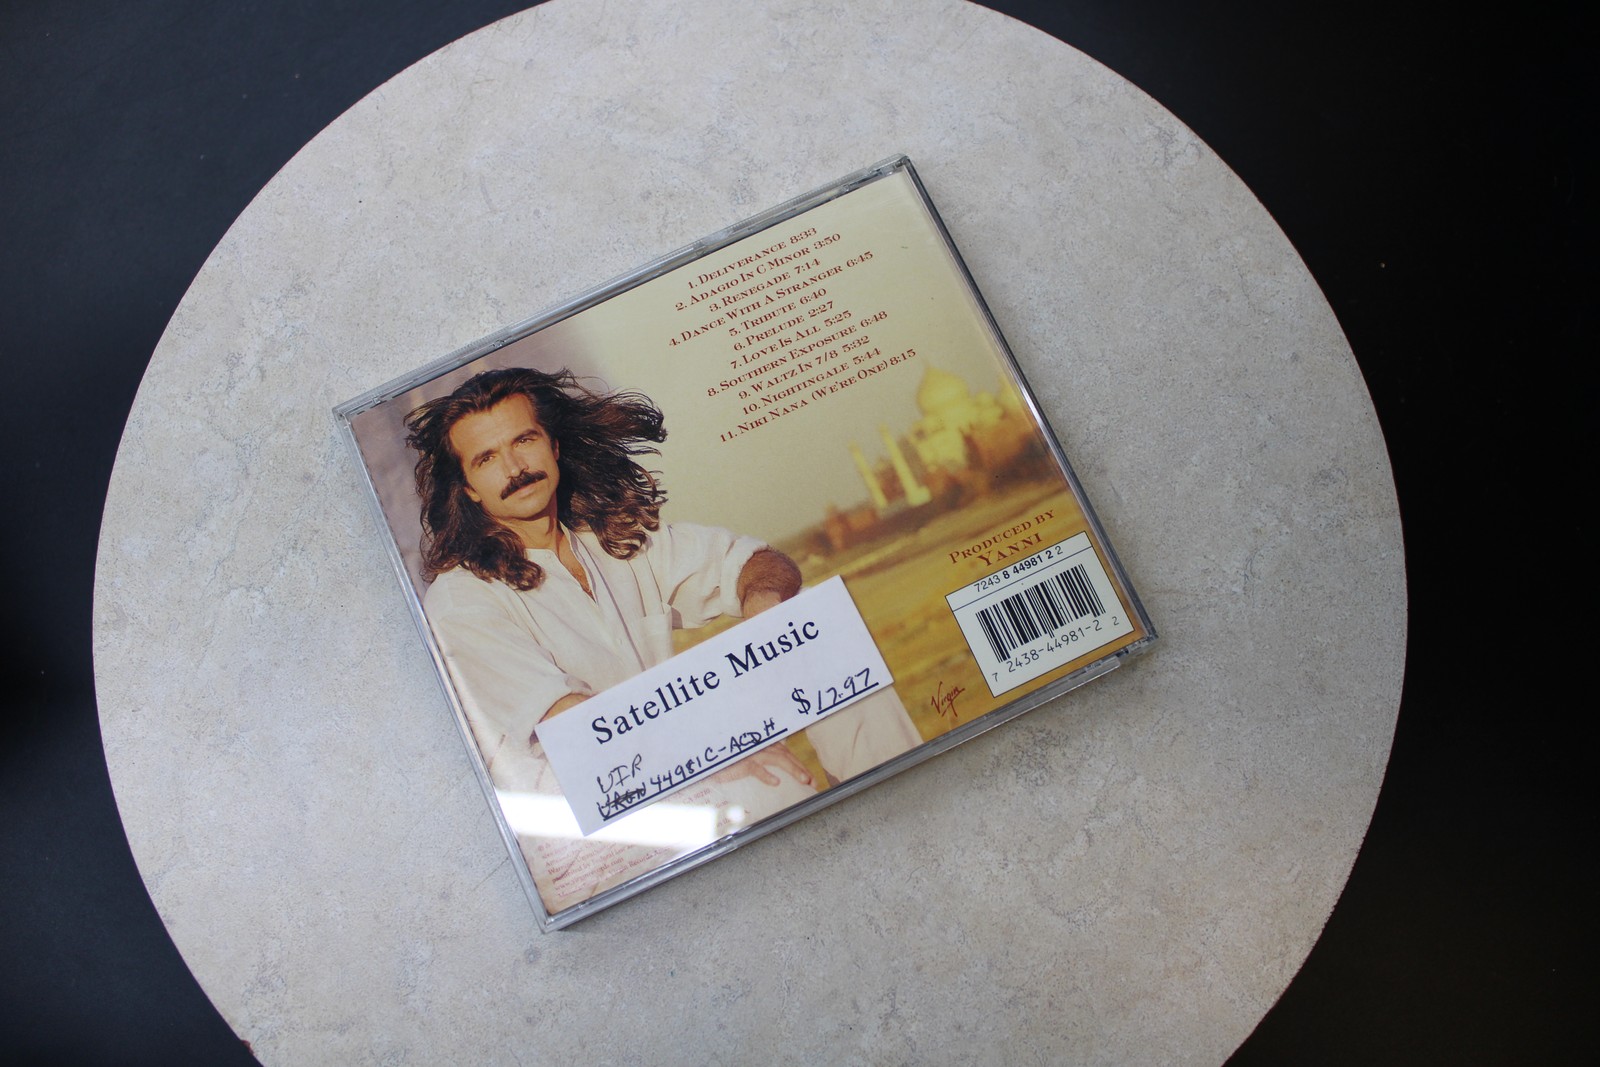 1. DELIVERANCE 8:33
2. ADAGIO IN C MINOR 3:50
3. RENEGADE 7:14
4. DANCE WITH A STRANGER 6:45
5. TRIBUTE 6:40
6. PRELUDE 2:27
7. LOVE IS ALL 5:25
8. SOUTHERN EXPOSURE 6:48
9. WALTZ IN 7/8 5:32
10. NIGHTINGALE 5:44
11. NIKI NANA (WE'RE ONE) 8:15
PRODUCED BY
YANNI
7243 8 44981 2 2
7 2438-44981-2 2
Virgin
Satellite Music
$17.97
VIR
44981C-ACDH